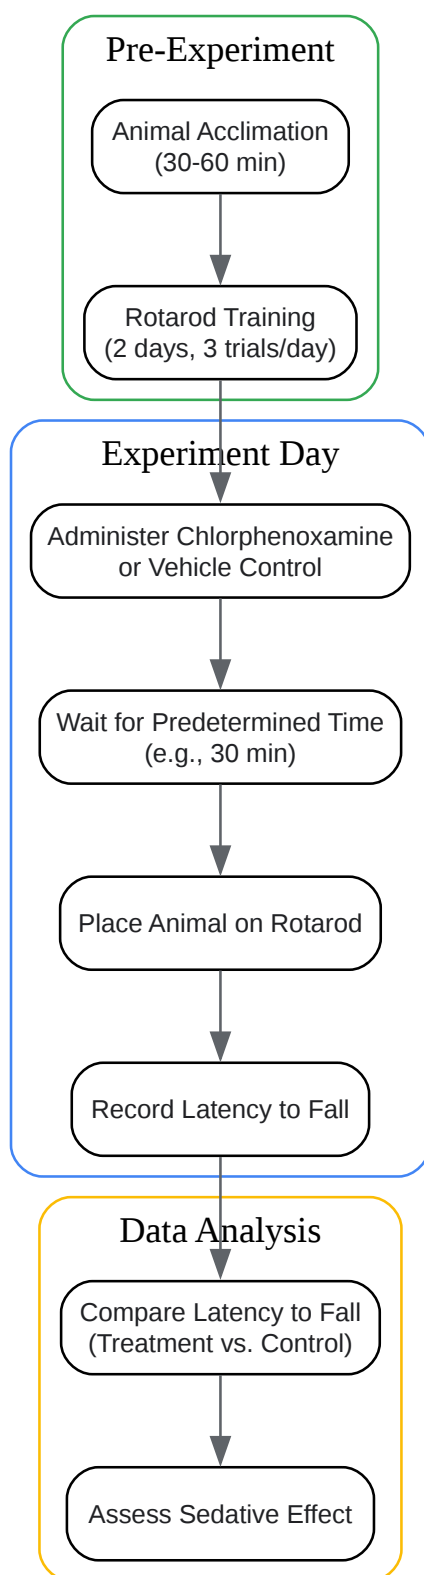 Pre-Experiment
Animal Acclimation
(30-60 min)
Rotarod Training
(2 days, 3 trials/day)
Experiment Day
Administer Chlorphenoxamine
or Vehicle Control
Wait for Predetermined Time
(e.g., 30 min)
Place Animal on Rotarod
Record Latency to Fall
Data Analysis
Compare Latency to Fall
(Treatment vs. Control)
Assess Sedative Effect